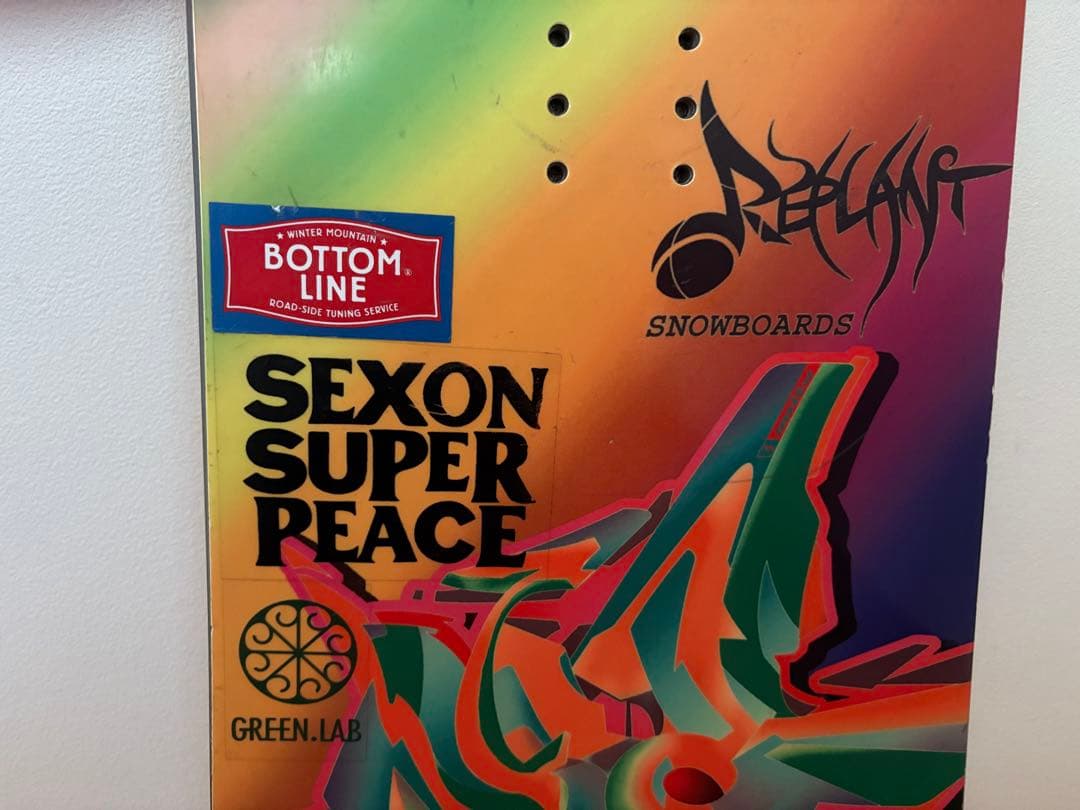 REPLANT
SNOWBOARDS
★ WINTER MOUNTAIN ★
BOTTOM®
LINE
ROAD-SIDE TUNING SERVICE
SEXON
SUPER
PEACE
GREEN.LAB